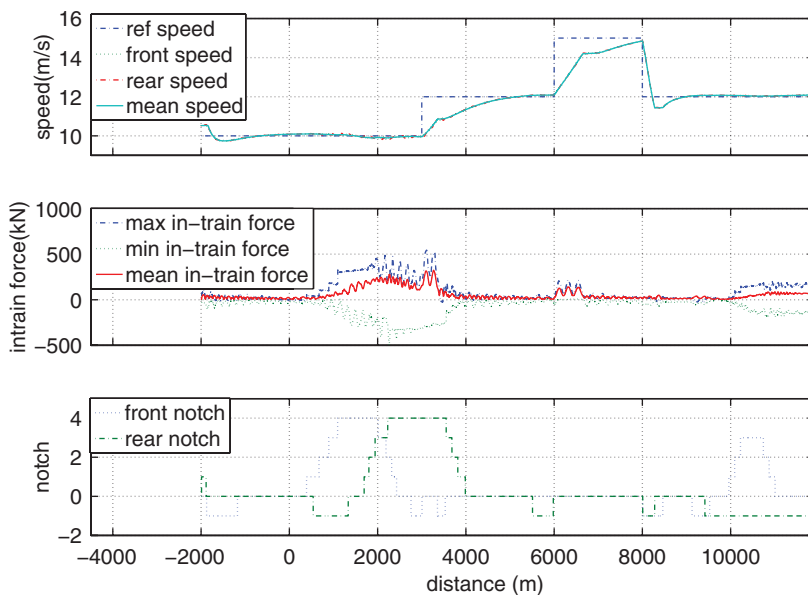 16
14
12
10
speed(m/s)
ref speed
front speed
rear speed
mean speed
1000
500
0
−500
intrain force(kN)
max in−train force
min in−train force
mean in−train force
4
2
0
−2
notch
front notch
rear notch
−4000 −2000 0 2000 4000 6000 8000 10000
distance (m)